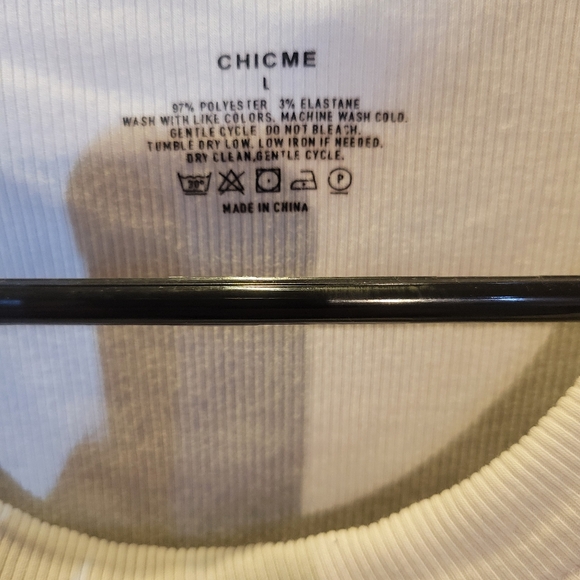 CHICME
L
97% POLYESTER 3% ELASTANE
WASH WITH LIKE COLORS. MACHINE WASH COLD.
GENTLE CYCLE DO NOT BLEACH.
TUMBLE DRY LOW. LOW IRON IF NEEDED.
DRY CLEAN,GENTLE CYCLE.
30° P
MADE IN CHINA